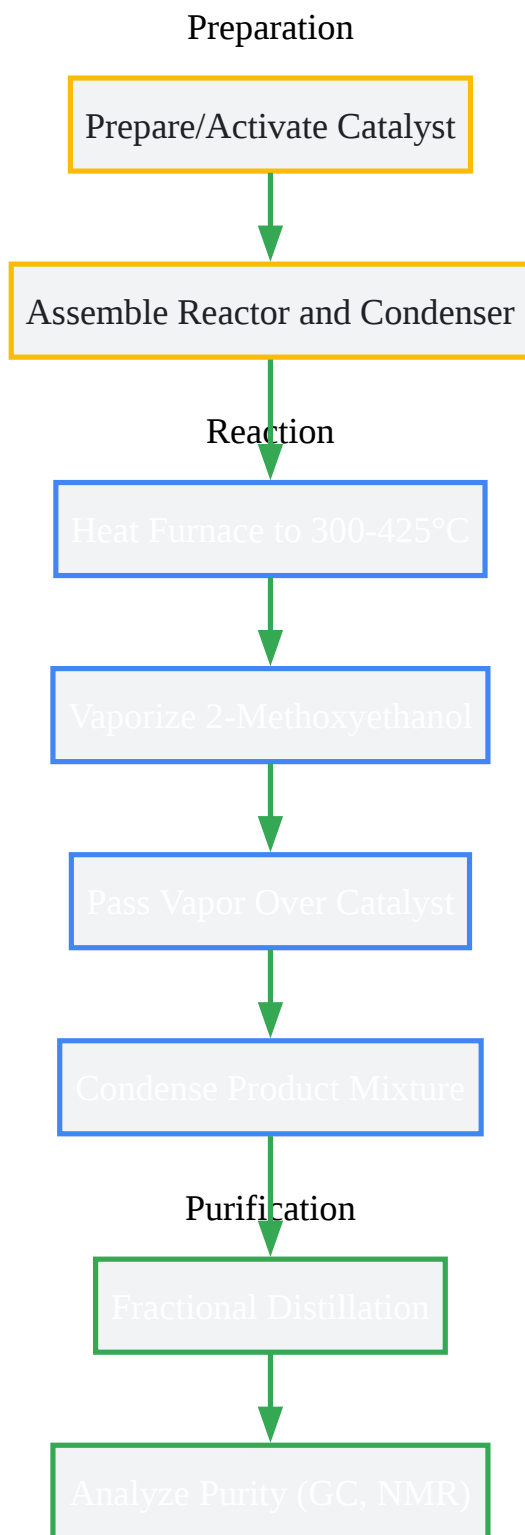 Preparation
Prepare/Activate Catalyst
Assemble Reactor and Condenser
Reaction
Heat Furnace to 300-425°C
Vaporize 2-Methoxyethanol
Pass Vapor Over Catalyst
Condense Product Mixture
Purification
Fractional Distillation
Analyze Purity (GC, NMR)